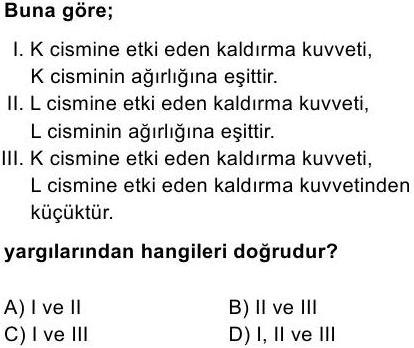 Buna göre;
I. K cismine etki eden kaldırma kuvveti,
K cisminin ağırlığına eşittir.
II. L cismine etki eden kaldırma kuvveti,
L cisminin ağırlığına eşittir.
III. K cismine etki eden kaldırma kuvveti,
L cismine etki eden kaldırma kuvvetinden
küçüktür.
yargılarından hangileri doğrudur?
A) I ve II B) II ve III
C) I ve III D) I, II ve III